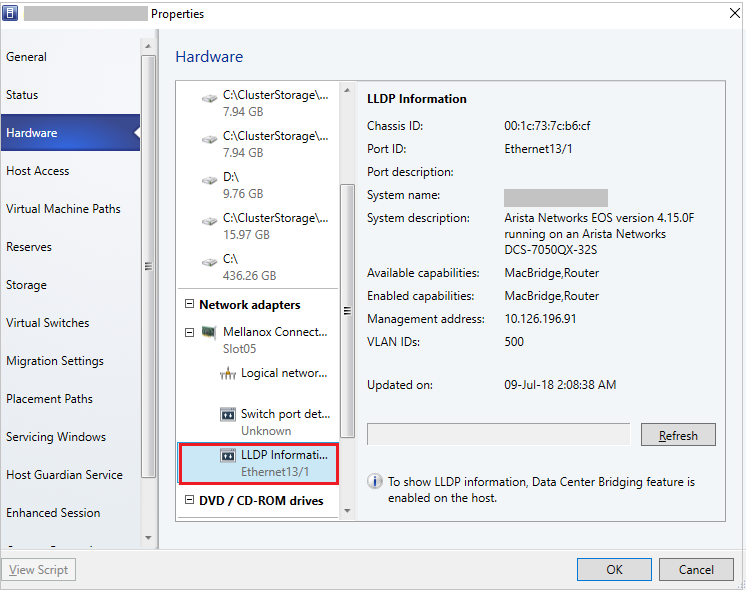 Properties
General
Status
Hardware
Host Access
Virtual Machine Paths
Reserves
Storage
Virtual Switches
Migration Settings
Placement Paths
Servicing Windows
Host Guardian Service
Enhanced Session
View Script
Hardware
C:\ClusterStorage\...
7.94 GB
C:\ClusterStorage\...
7.94 GB
D:\
9.76 GB
C:\ClusterStorage\...
15.97 GB
C:\
436.26 GB
Network adapters
Mellanox Connect...
Slot05
Logical networ...
Switch port det...
Unknown
LLDP Informati...
Ethernet13/1
DVD / CD-ROM drives
LLDP Information
Chassis ID: 00:1c:73:7c:b6:cf
Port ID: Ethernet13/1
Port description:
System name:
System description: Arista Networks EOS version 4.15.0F
running on an Arista Networks
DCS-7050QX-32S
Available capabilities: MacBridge,Router
Enabled capabilities: MacBridge,Router
Management address: 10.126.196.91
VLAN IDs: 500
Updated on: 09-Jul-18 2:08:38 AM
Refresh
To show LLDP information, Data Center Bridging feature is
enabled on the host.
OK Cancel